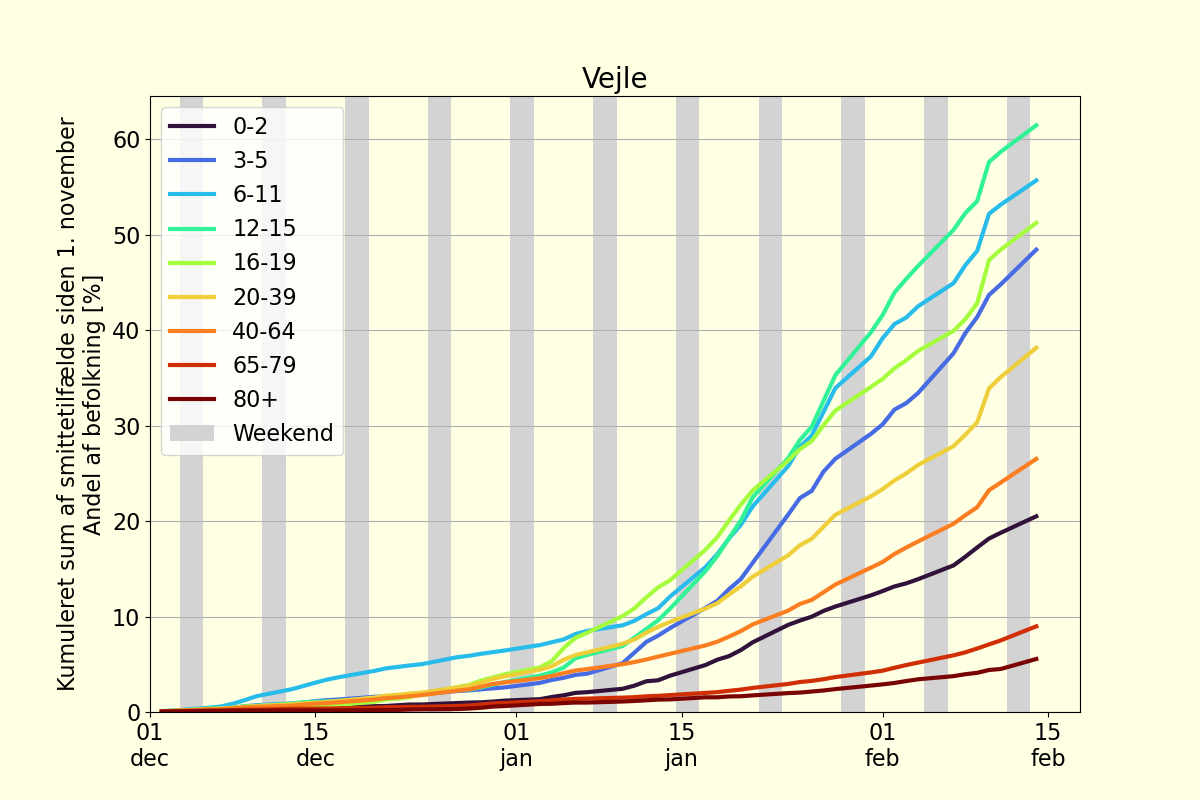 Vejle
Kumuleret sum af smittetilfælde siden 1. november
Andel af befolkning [%]
60
50
40
30
20
10
0
0-2
3-5
6-11
12-15
16-19
20-39
40-64
65-79
80+
Weekend
01
dec
15
dec
01
jan
15
jan
01
feb
15
feb